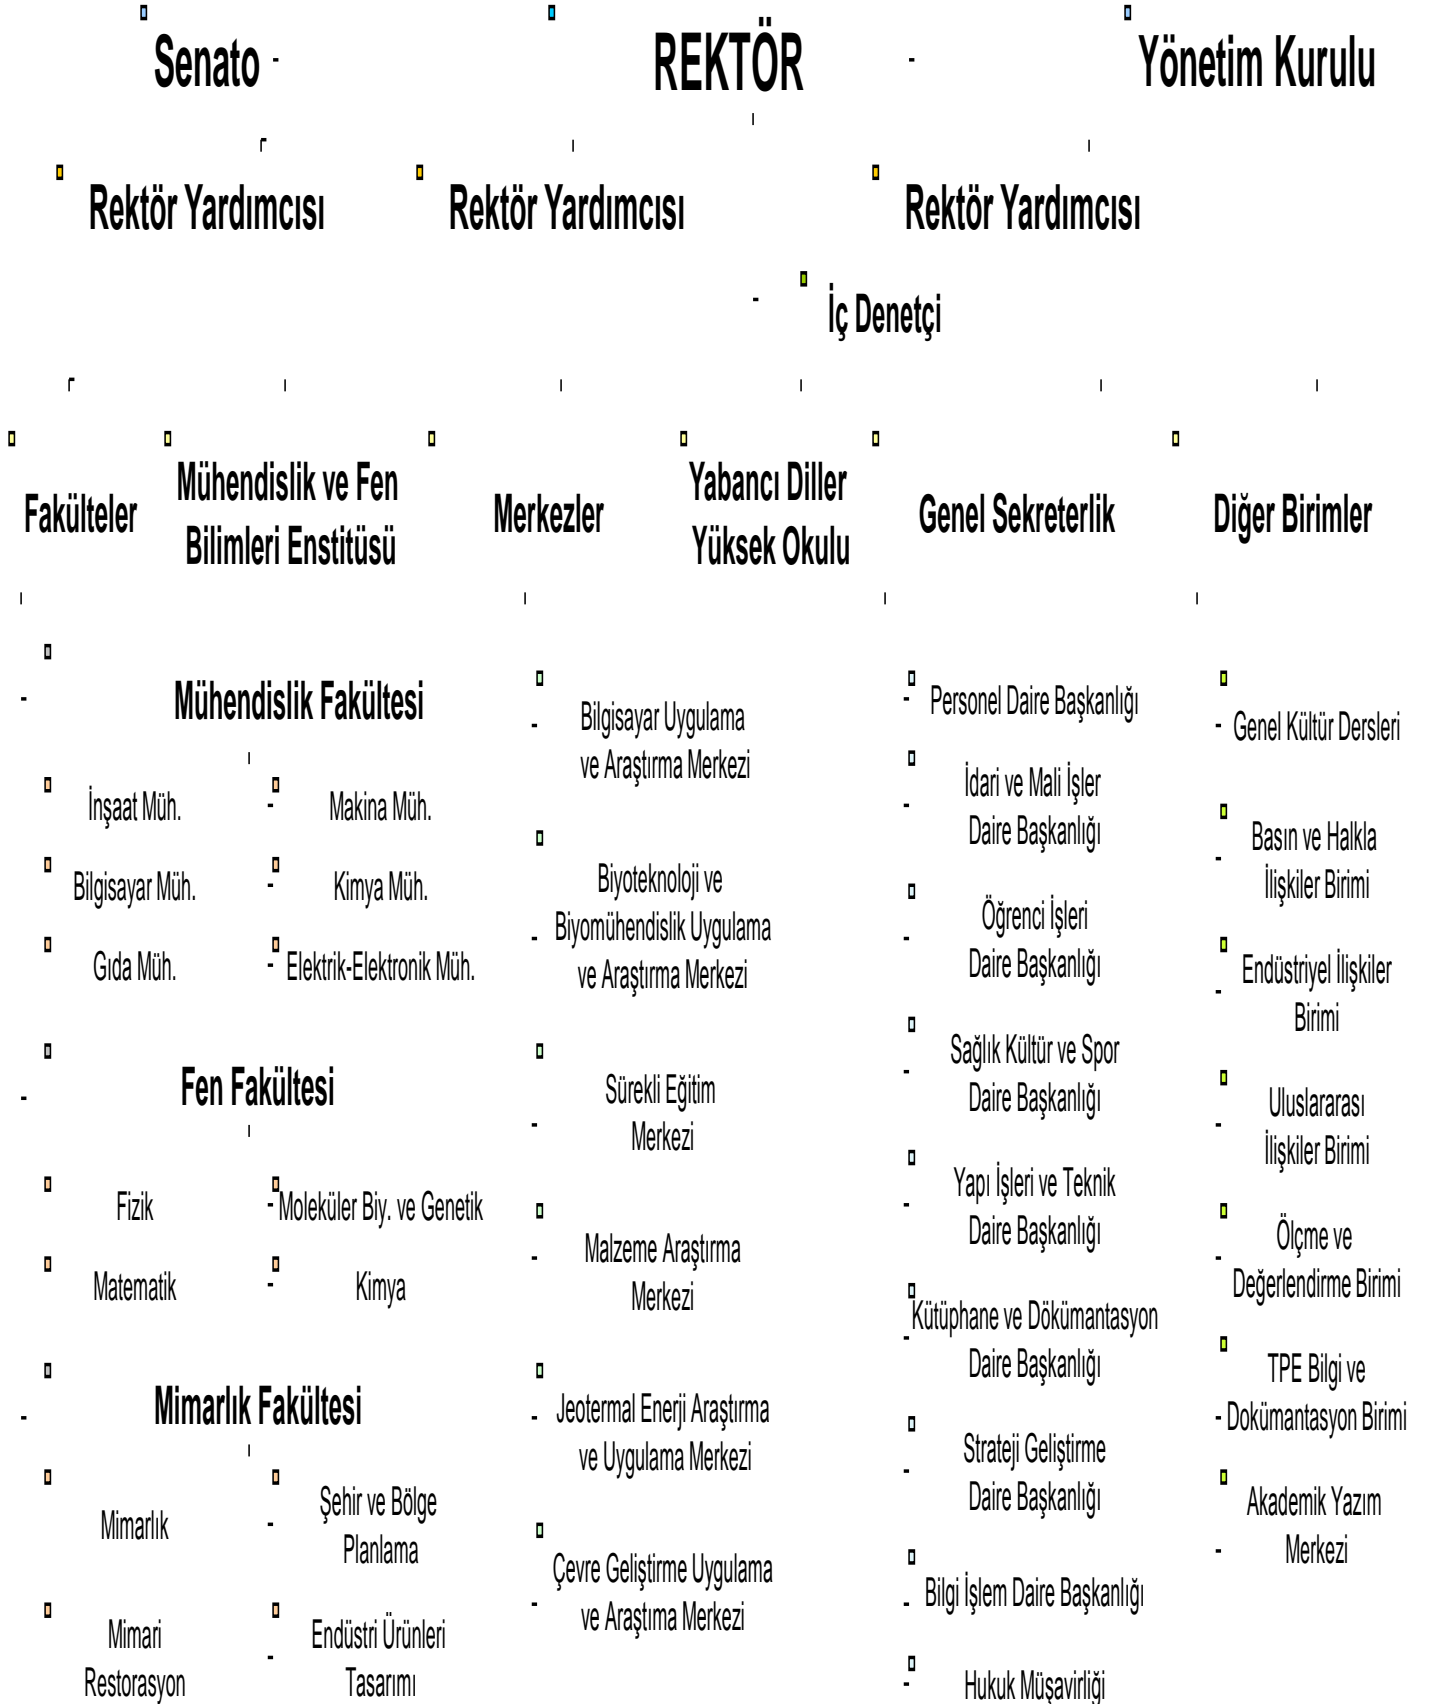 Senato
REKTÖR
Yönetim Kurulu
Rektör Yardımcısı
Rektör Yardımcısı
Rektör Yardımcısı
İç Denetçi
Fakülteler
Mühendislik ve Fen
Bilimleri Enstitüsü
Merkezler
Yabancı Diller
Yüksek Okulu
Genel Sekreterlik
Diğer Birimler
Mühendislik Fakültesi
İnşaat Müh.
Makina Müh.
Bilgisayar Müh.
Kimya Müh.
Gıda Müh.
Elektrik-Elektronik Müh.
Fen Fakültesi
Fizik
Moleküler Biy. ve Genetik
Matematik
Kimya
Mimarlık Fakültesi
Mimarlık
Şehir ve Bölge
Planlama
Mimari
Restorasyon
Endüstri Ürünleri
Tasarımı
Bilgisayar Uygulama
ve Araştırma Merkezi
Biyoteknoloji ve
Biyomühendislik Uygulama
ve Araştırma Merkezi
Sürekli Eğitim
Merkezi
Malzeme Araştırma
Merkezi
Jeotermal Enerji Araştırma
ve Uygulama Merkezi
Çevre Geliştirme Uygulama
ve Araştıma Merkezi
Personel Daire Başkanlığı
İdari ve Mali İşler
Daire Başkanlığı
Öğrenci İşleri
Daire Başkanlığı
Sağlık Kültür ve Spor
Daire Başkanlığı
Yapı İşleri ve Teknik
Daire Başkanlığı
Kütüphane ve Dökümantasyon
Daire Başkanlığı
Strateji Geliştirme
Daire Başkanlığı
Bilgi İşlem Daire Başkanlığı
Hukuk Müşavirliği
Genel Kültür Dersleri
Basın ve Halkla
İlişkiler Birimi
Endüstriyel İlişkiler
Birimi
Uluslararası
İlişkiler Birimi
Ölçme ve
Değerlendirme Birimi
TPE Bilgi ve
Dokümantasyon Birimi
Akademik Yazım
Merkezi